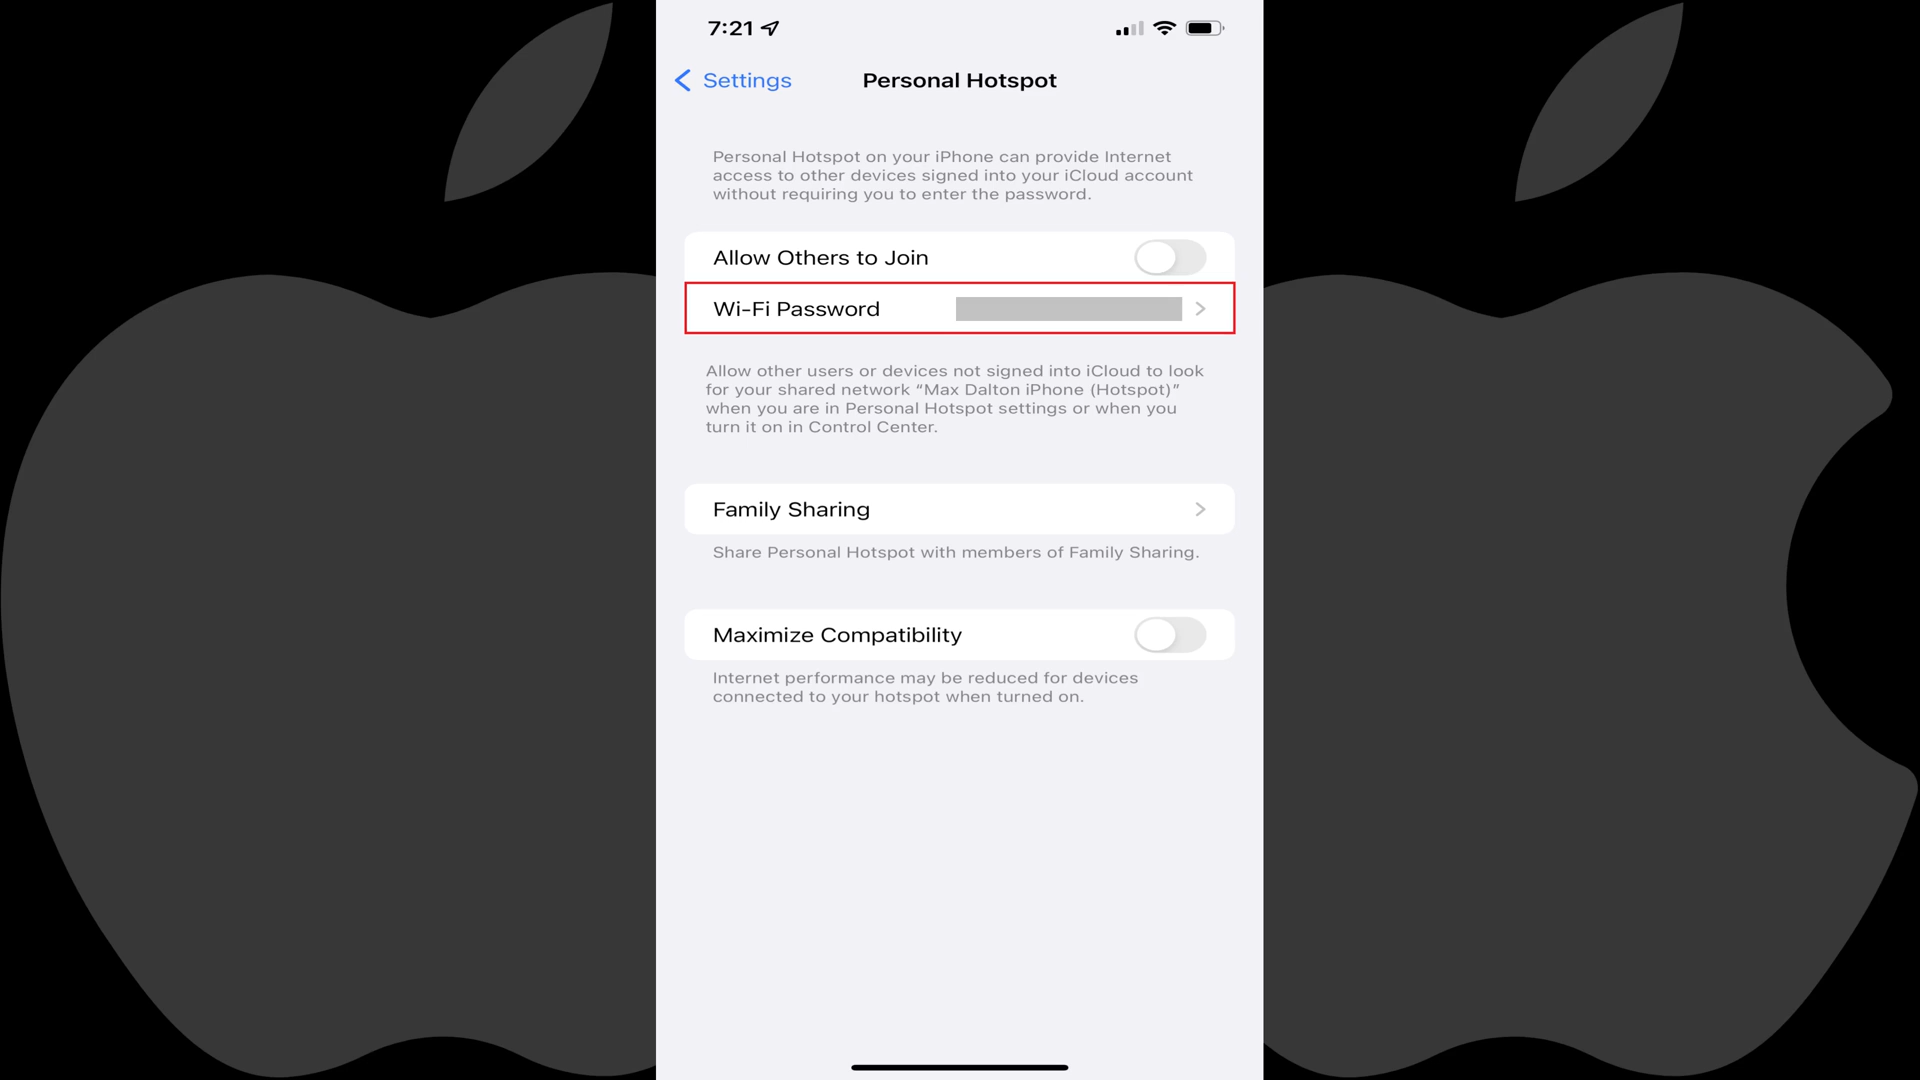 7:21
Settings
Personal Hotspot
Personal Hotspot on your iPhone can provide Internet
access to other devices signed into your iCloud account
without requiring you to enter the password.
Allow Others to Join
Wi-Fi Password
Allow other users or devices not signed into iCloud to look
for your shared network “Max Dalton iPhone (Hotspot)”
when you are in Personal Hotspot settings or when you
turn it on in Control Center.
Family Sharing
Share Personal Hotspot with members of Family Sharing.
Maximize Compatibility
Internet performance may be reduced for devices
connected to your hotspot when turned on.